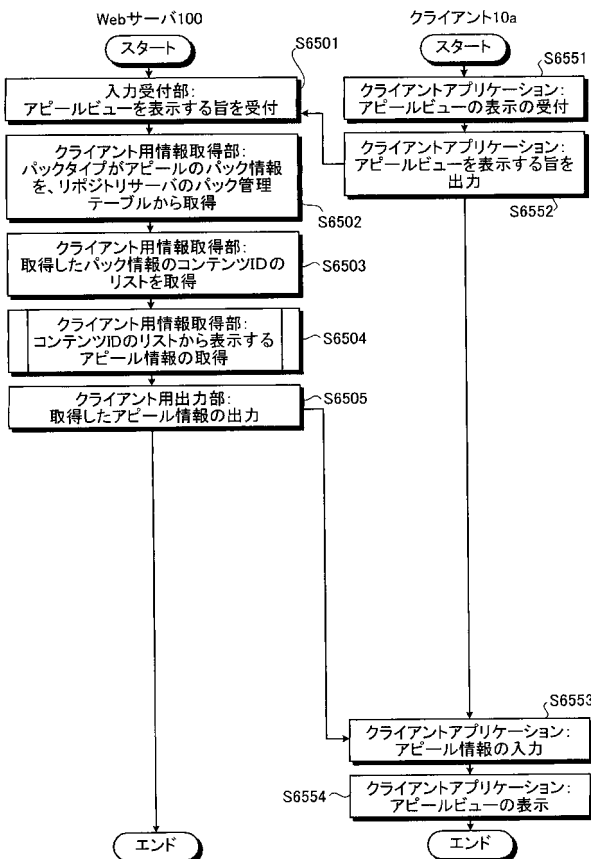 Webサーバ100
クライアント10a
スタート
S6501
入力受付部:
アピールビューを表示する旨を受付
クライアント用情報取得部:
パックタイプがアピールのパック情報
を、リポジトリサーバのパック管理
テーブルから取得
S6502
クライアント用情報取得部:
取得したパック情報のコンテンツIDの
リストを取得
S6503
クライアント用情報取得部:
コンテンツIDのリストから表示する
アピール情報の取得
S6504
クライアント用出力部:
取得したアピール情報の出力
S6505
エンド
スタート
S6551
クライアントアプリケーション:
アピールビューの表示の受付
クライアントアプリケーション:
アピールビューを表示する旨を
出力
S6552
S6553
クライアントアプリケーション:
アピール情報の入力
S6554
クライアントアプリケーション:
アピールビューの表示
エンド